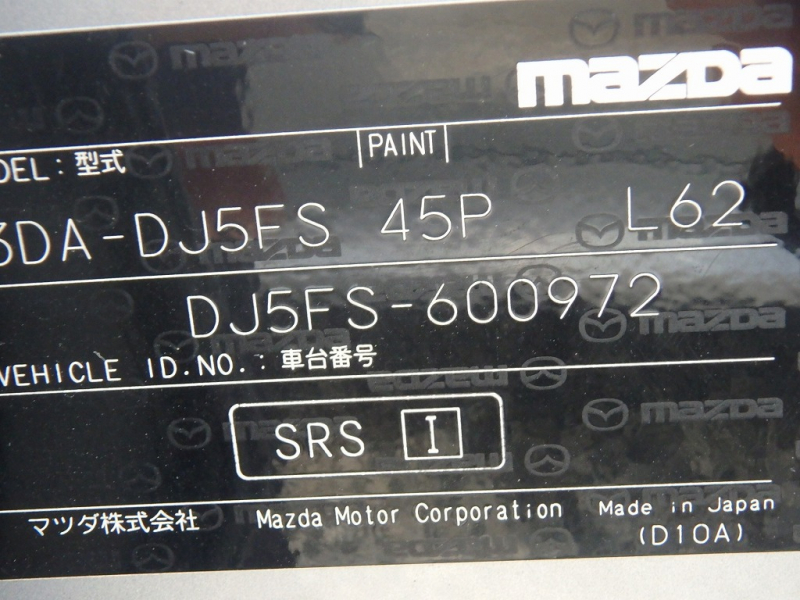 mazda
DEL: 型式 PAINT
3DA-DJ5FS 45P L62
DJ5FS-600972
VEHICLE ID.NO.: 車台番号
SRS I
マツダ株式会社 Mazda Motor Corporation Made in Japan
(D10A)